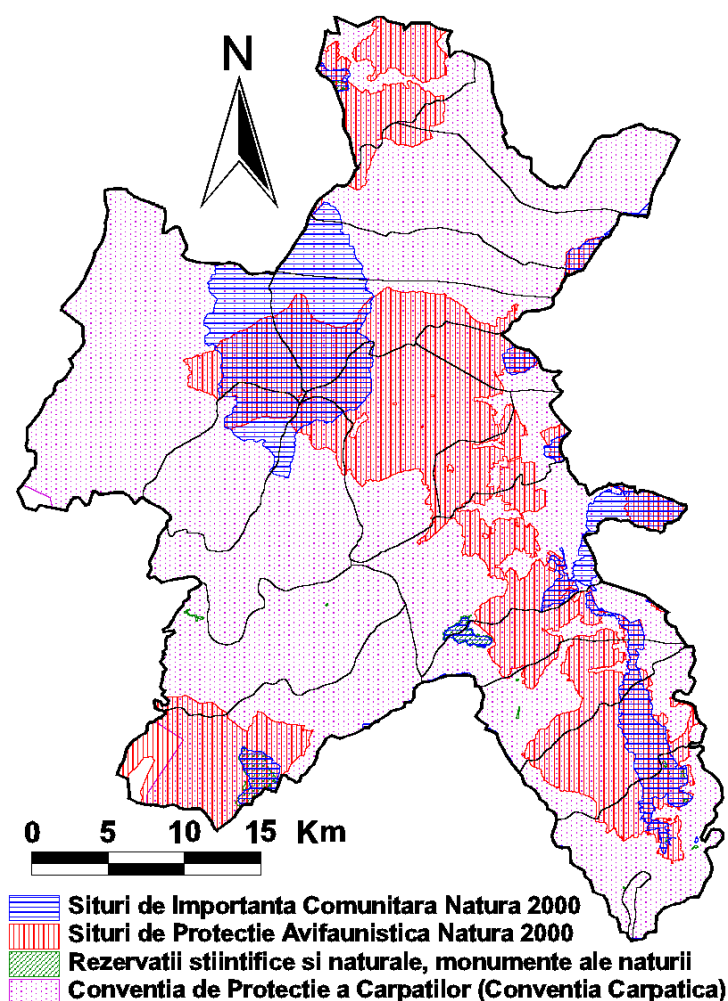 N
0 5 10 15 Km
Situri de Importanta Comunitara Natura 2000
Situri de Protectie Avifaunistica Natura 2000
Rezervatii stiintifice si naturale, monumente ale naturii
Conventia de Protectie a Carpatilor (Conventia Carpatica)